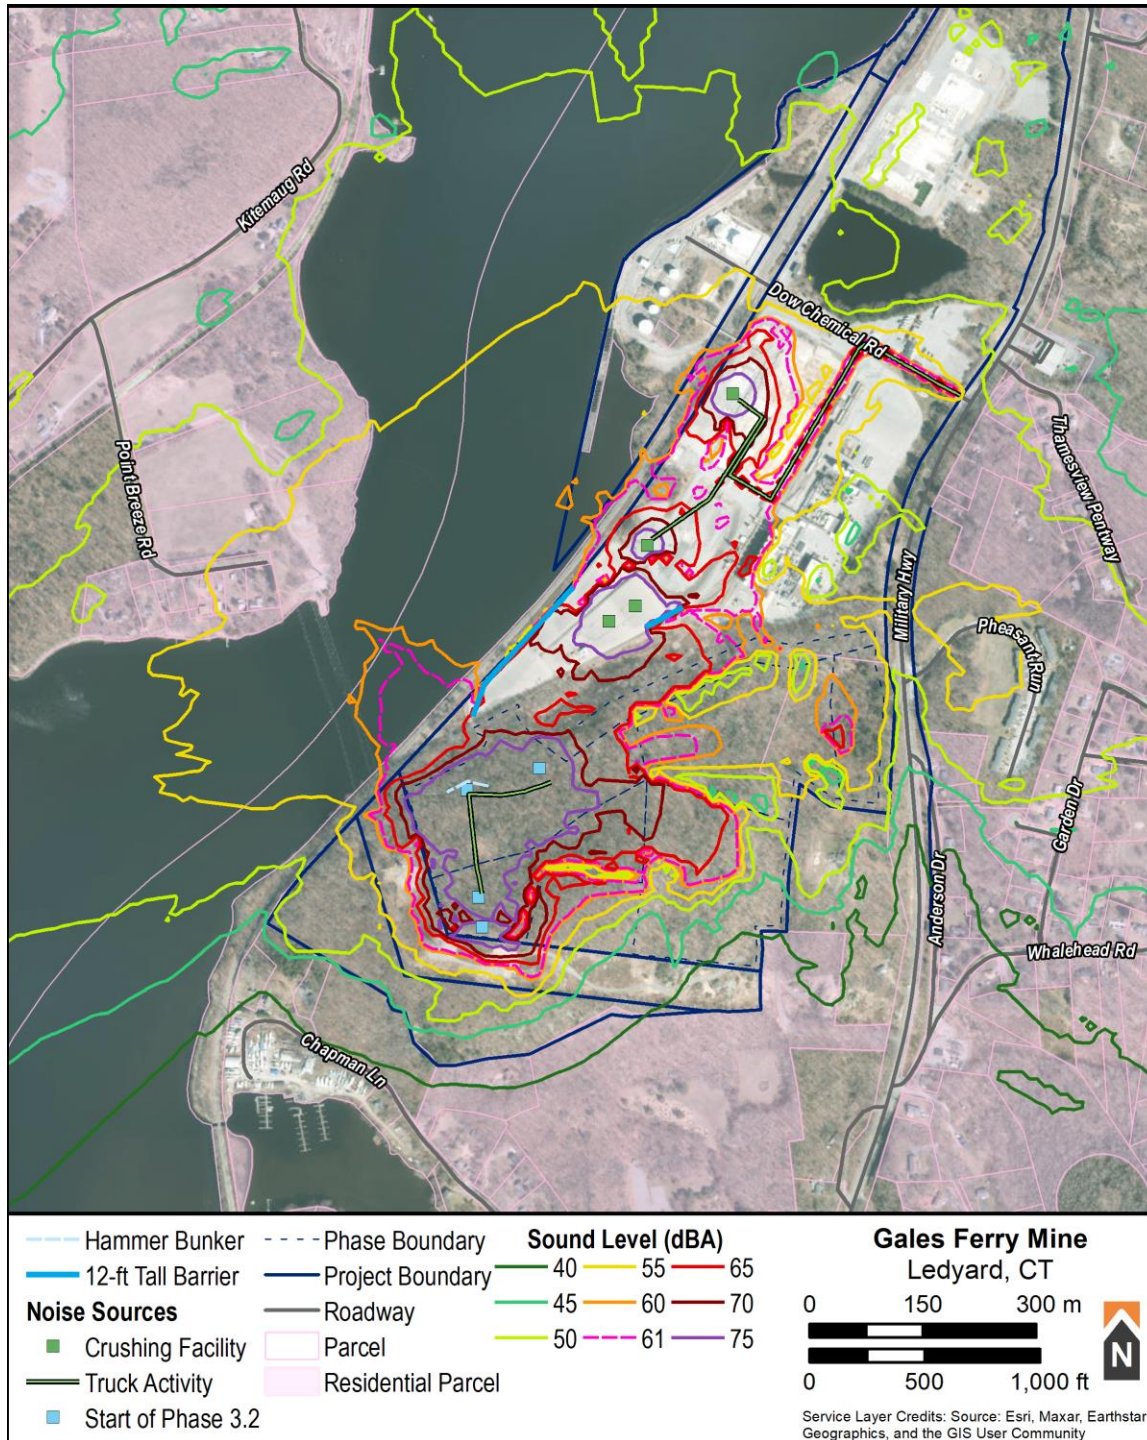 Kitemaug Rd
Dow Chemical Rd
Point Breeze Rd
Thamesview Pentway
Military Hwy
Pheasant Run
Garden Dr
Anderson Dr
Whalehead Rd
Chapman Ln
Hammer Bunker
12-ft Tall Barrier
Noise Sources
Crushing Facility
Truck Activity
Start of Phase 3.2
Phase Boundary
Project Boundary
Roadway
Parcel
Residential Parcel
Sound Level (dBA)
40 55 65
45 60 70
50 61 75
Gales Ferry Mine
Ledyard, CT
0 150 300 m
0 500 1,000 ft
N
Service Layer Credits: Source: Esri, Maxar, Earthstar
Geographics, and the GIS User Community